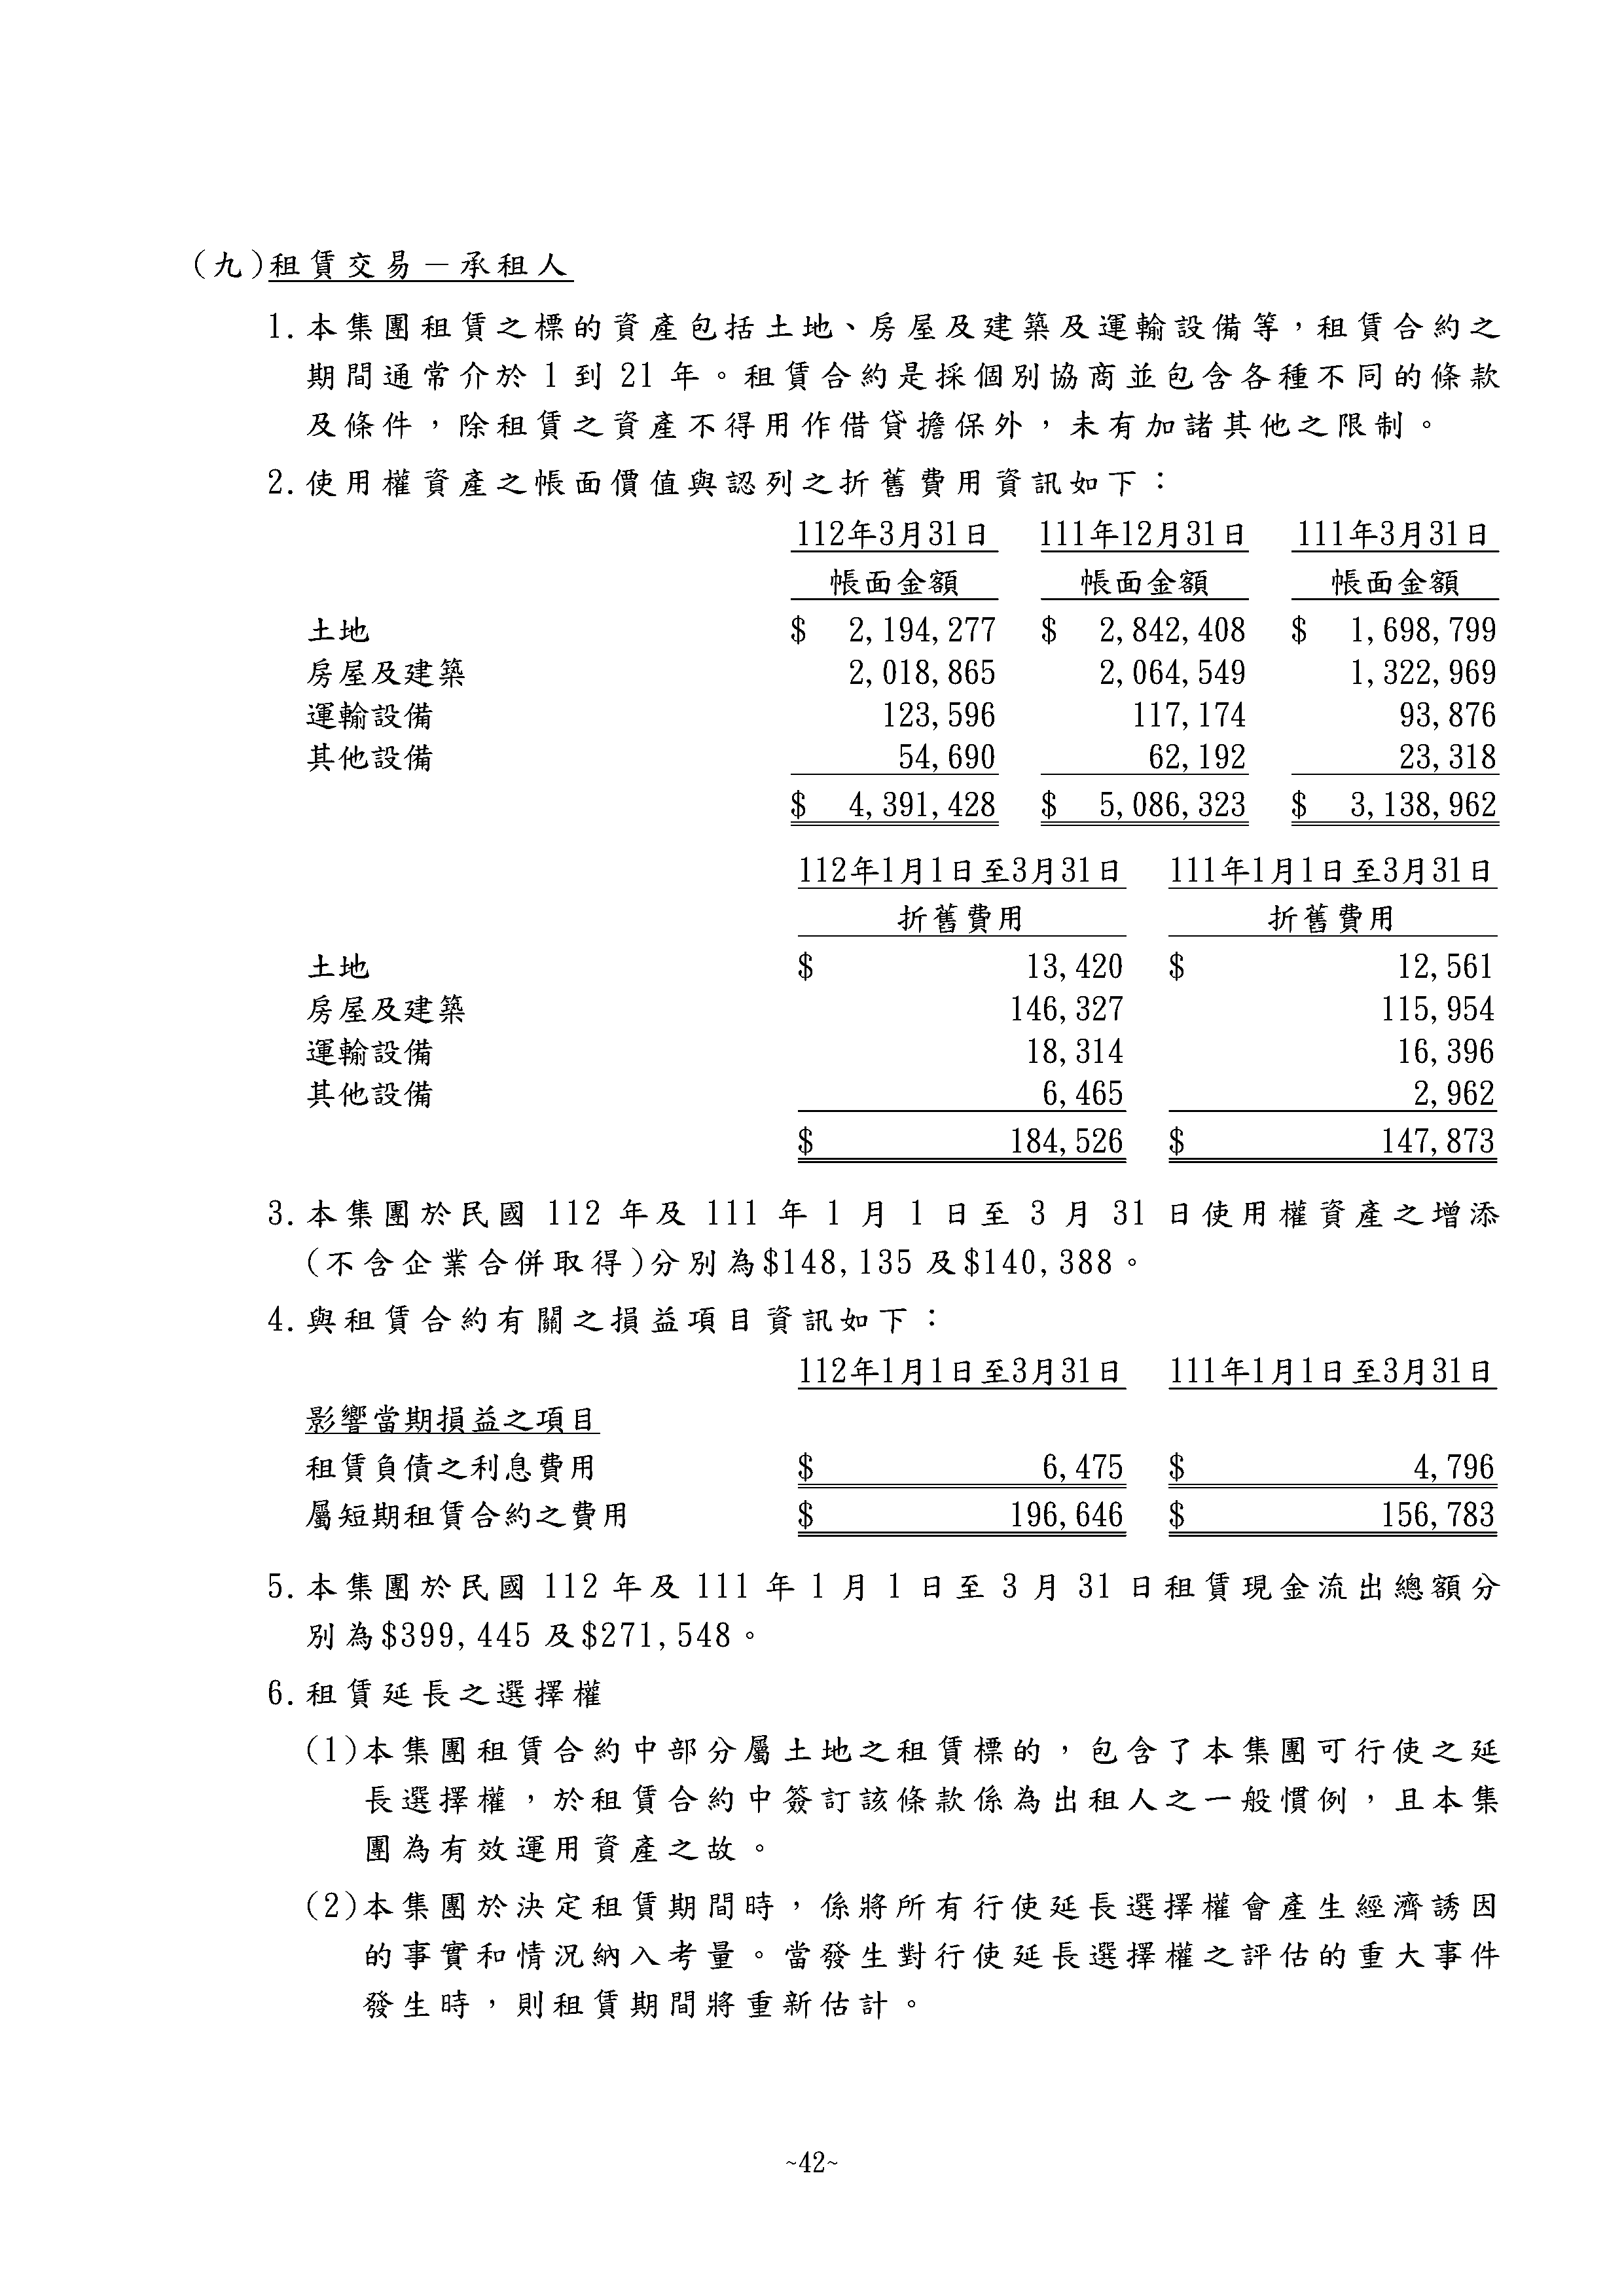 (九)租賃交易－承租人
1.本集團租賃之標的資產包括土地、房屋及建築及運輸設備等，租賃合約之
期間通常介於 1 到 21 年。租賃合約是採個別協商並包含各種不同的條款
及條件，除租賃之資產不得用作借貸擔保外，未有加諸其他之限制。
2.使用權資產之帳面價值與認列之折舊費用資訊如下：
112年3月31日 111年12月31日 111年3月31日
帳面金額 帳面金額 帳面金額
土地 $ 2,194,277 $ 2,842,408 $ 1,698,799
房屋及建築 2,018,865 2,064,549 1,322,969
運輸設備 123,596 117,174 93,876
其他設備 54,690 62,192 23,318
$ 4,391,428 $ 5,086,323 $ 3,138,962
112年1月1日至3月31日 111年1月1日至3月31日
折舊費用 折舊費用
土地 $ 13,420 $ 12,561
房屋及建築 146,327 115,954
運輸設備 18,314 16,396
其他設備 6,465 2,962
$ 184,526 $ 147,873
3.本集團於民國 112 年及 111 年 1 月 1 日至 3 月 31 日使用權資產之增添
(不含企業合併取得)分別為$148,135 及$140,388。
4.與租賃合約有關之損益項目資訊如下：
112年1月1日至3月31日 111年1月1日至3月31日
影響當期損益之項目
租賃負債之利息費用 $ 6,475 $ 4,796
屬短期租賃合約之費用 $ 196,646 $ 156,783
5.本集團於民國 112 年及 111 年 1 月 1 日至 3 月 31 日租賃現金流出總額分
別為$399,445 及$271,548。
6.租賃延長之選擇權
(1)本集團租賃合約中部分屬土地之租賃標的，包含了本集團可行使之延
長選擇權，於租賃合約中簽訂該條款係為出租人之一般慣例，且本集
團為有效運用資產之故。
(2)本集團於決定租賃期間時，係將所有行使延長選擇權會產生經濟誘因
的事實和情況納入考量。當發生對行使延長選擇權之評估的重大事件
發生時，則租賃期間將重新估計。
~42~